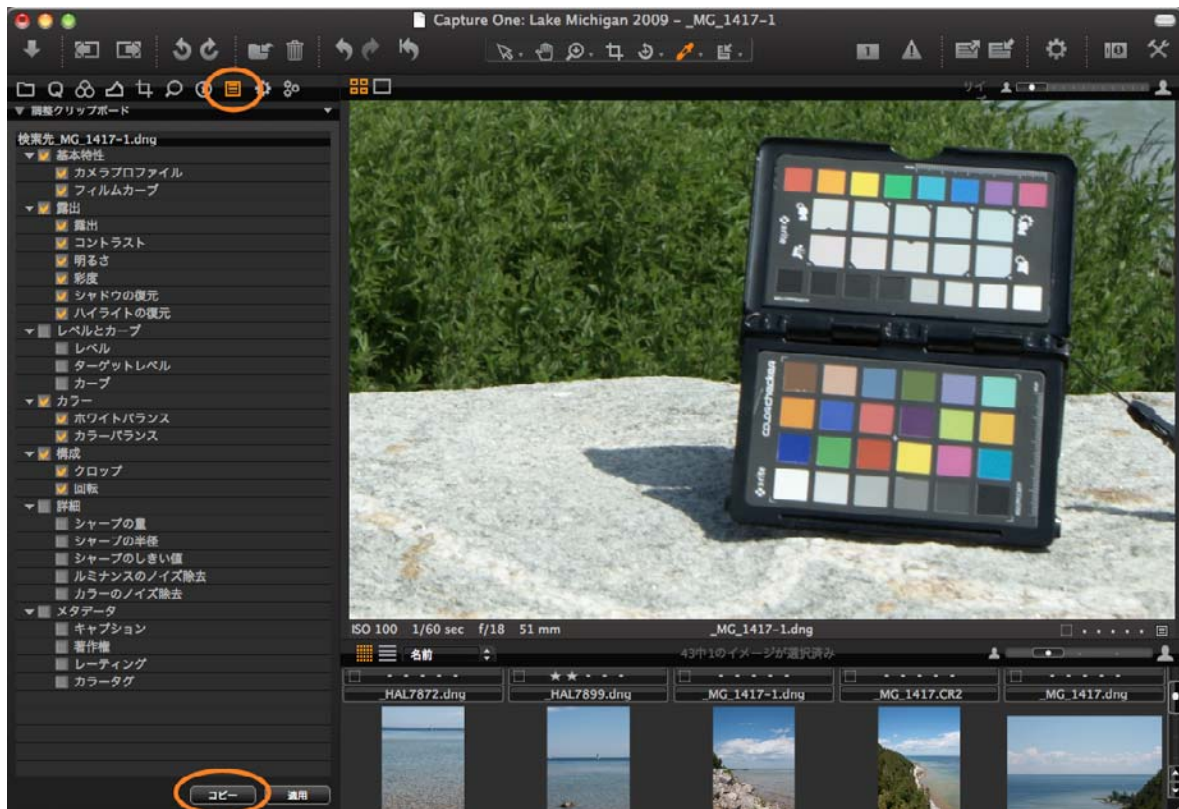 Capture One: Lake Michigan 2009 – _MG_1417-1
調整クリップボード
検索先_MG_1417-1.dng
基本特性
カメラプロファイル
フィルムカーブ
露出
露出
コントラスト
明るさ
彩度
シャドウの復元
ハイライトの復元
レベルとカーブ
レベル
ターゲットレベル
カーブ
カラー
ホワイトバランス
カラーバランス
構成
クロップ
回転
詳細
シャープの量
シャープの半径
シャープのしきい値
ルミナンスのノイズ除去
カラーのノイズ除去
メタデータ
キャプション
著作権
レーティング
カラータグ
コピー
適用
x·rite
colorchecker
x·rite
ISO 100 1/60 sec f/18 51 mm
_MG_1417-1.dng
名前
43中1のイメージが選択済み
_HAL7872.dng
_HAL7899.dng
_MG_1417-1.dng
_MG_1417.CR2
_MG_1417.dng